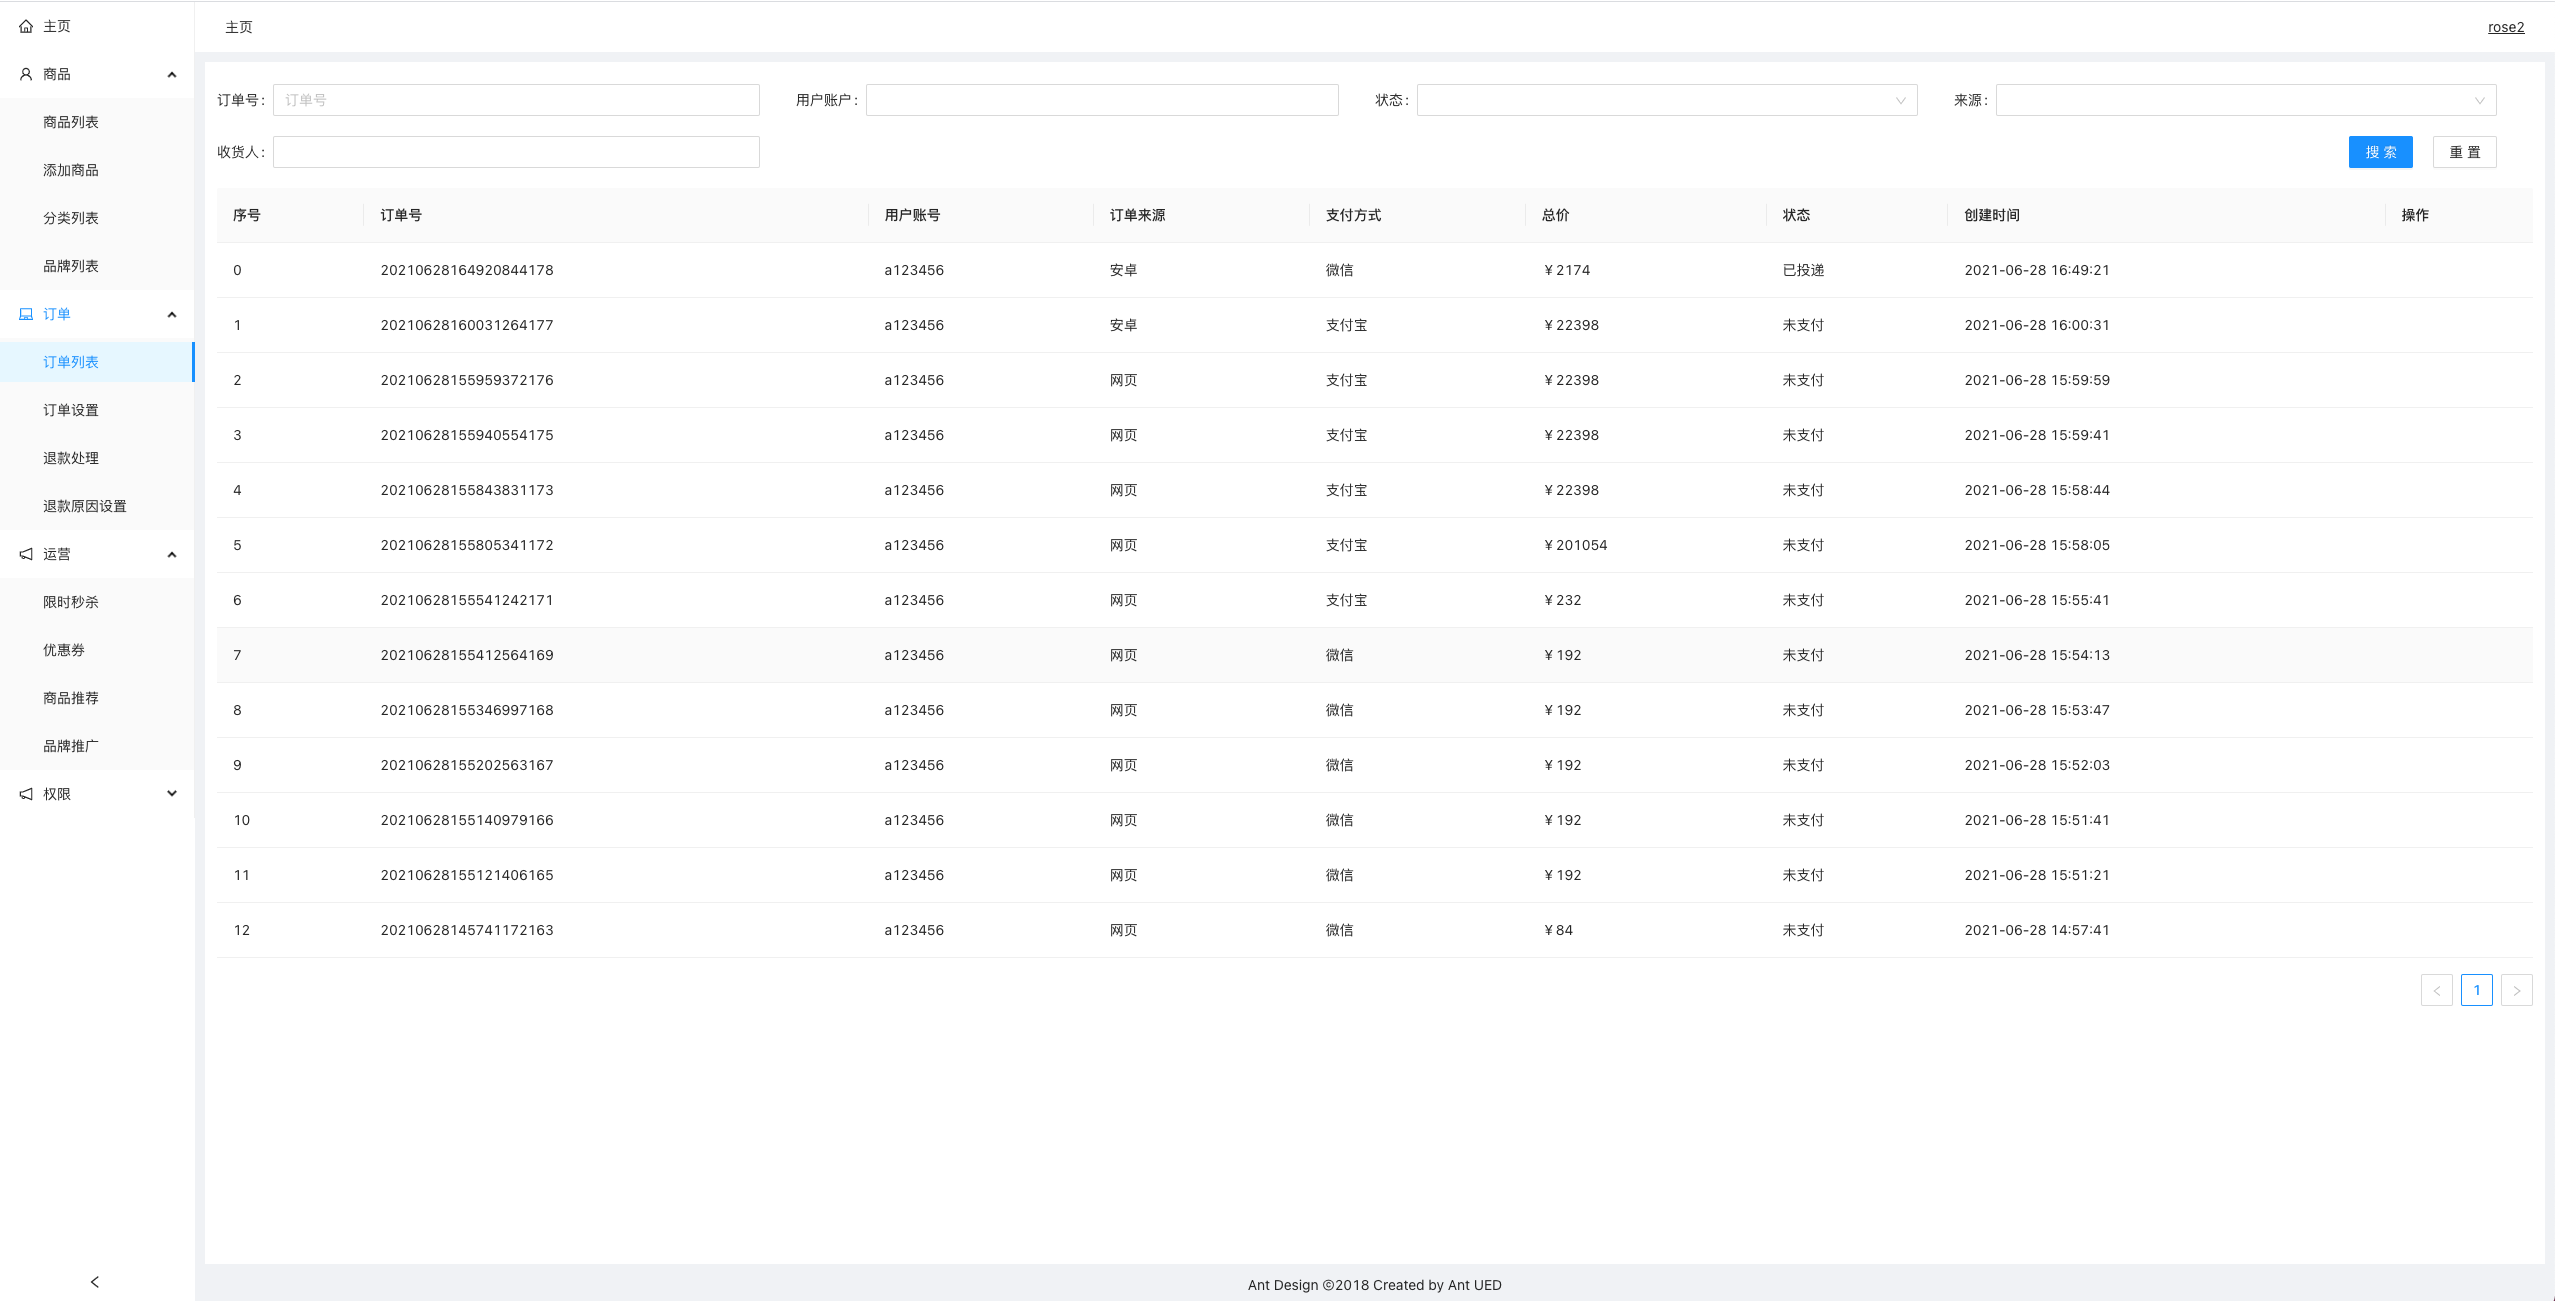 主页
商品
商品列表
添加商品
分类列表
品牌列表
订单
订单列表
订单设置
退款处理
退款原因设置
运营
限时秒杀
优惠券
商品推荐
品牌推广
权限
主页 rose2
订单号: 订单号 用户账户: 状态: 来源:
收货人: 搜 索 重 置
序号 订单号 用户账号 订单来源 支付方式 总价 状态 创建时间 操作
0 20210628164920844178 a123456 安卓 微信 ¥2174 已投递 2021-06-28 16:49:21
1 20210628160031264177 a123456 安卓 支付宝 ¥22398 未支付 2021-06-28 16:00:31
2 20210628155959372176 a123456 网页 支付宝 ¥22398 未支付 2021-06-28 15:59:59
3 20210628155940554175 a123456 网页 支付宝 ¥22398 未支付 2021-06-28 15:59:41
4 20210628155843831173 a123456 网页 支付宝 ¥22398 未支付 2021-06-28 15:58:44
5 20210628155805341172 a123456 网页 支付宝 ¥201054 未支付 2021-06-28 15:58:05
6 20210628155541242171 a123456 网页 支付宝 ¥232 未支付 2021-06-28 15:55:41
7 20210628155412564169 a123456 网页 微信 ¥192 未支付 2021-06-28 15:54:13
8 20210628155346997168 a123456 网页 微信 ¥192 未支付 2021-06-28 15:53:47
9 20210628155202563167 a123456 网页 微信 ¥192 未支付 2021-06-28 15:52:03
10 20210628155140979166 a123456 网页 微信 ¥192 未支付 2021-06-28 15:51:41
11 20210628155121406165 a123456 网页 微信 ¥192 未支付 2021-06-28 15:51:21
12 20210628145741172163 a123456 网页 微信 ¥84 未支付 2021-06-28 14:57:41
1
Ant Design ©2018 Created by Ant UED